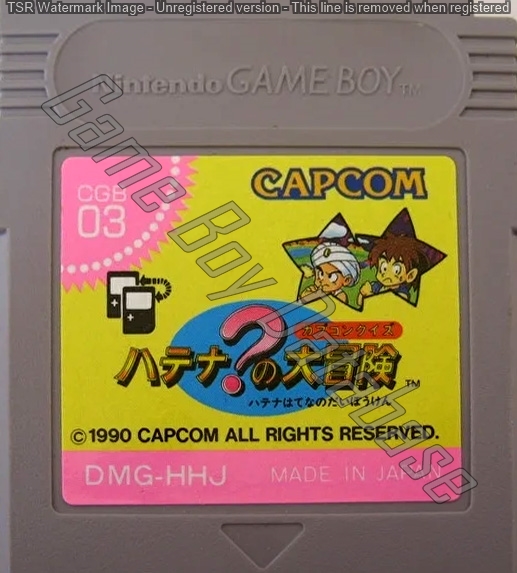 TSR Watermark Image - Unregistered version - This line is removed when registered
Nintendo GAME BOY TM
CGB
03
CAPCOM
カプコンクイズ
ハテナ?の大冒険 TM
ハテナはてなのだいぼうけん
©1990 CAPCOM ALL RIGHTS RESERVED.
DMG-HHJ MADE IN JAPAN
Game Boy Database